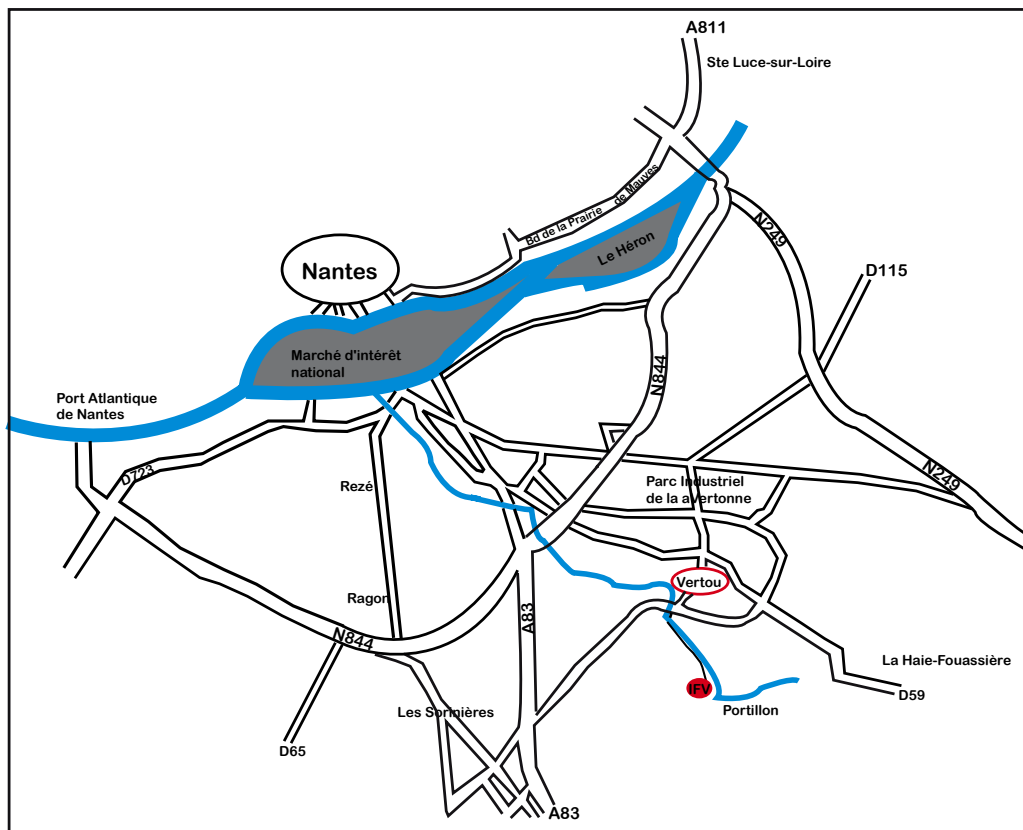 A811
Ste Luce-sur-Loire
Bd de la Prairie de Mauves
N249
Le Héron
Nantes
D115
Marché d'intérêt
national
N844
Port Atlantique
de Nantes
D723
N249
Rezé
Parc Industriel
de la avertonne
Vertou
Ragon
A83
N844
La Haie-Fouassière
IFV
D59
Portillon
Les Sorinières
D65
A83